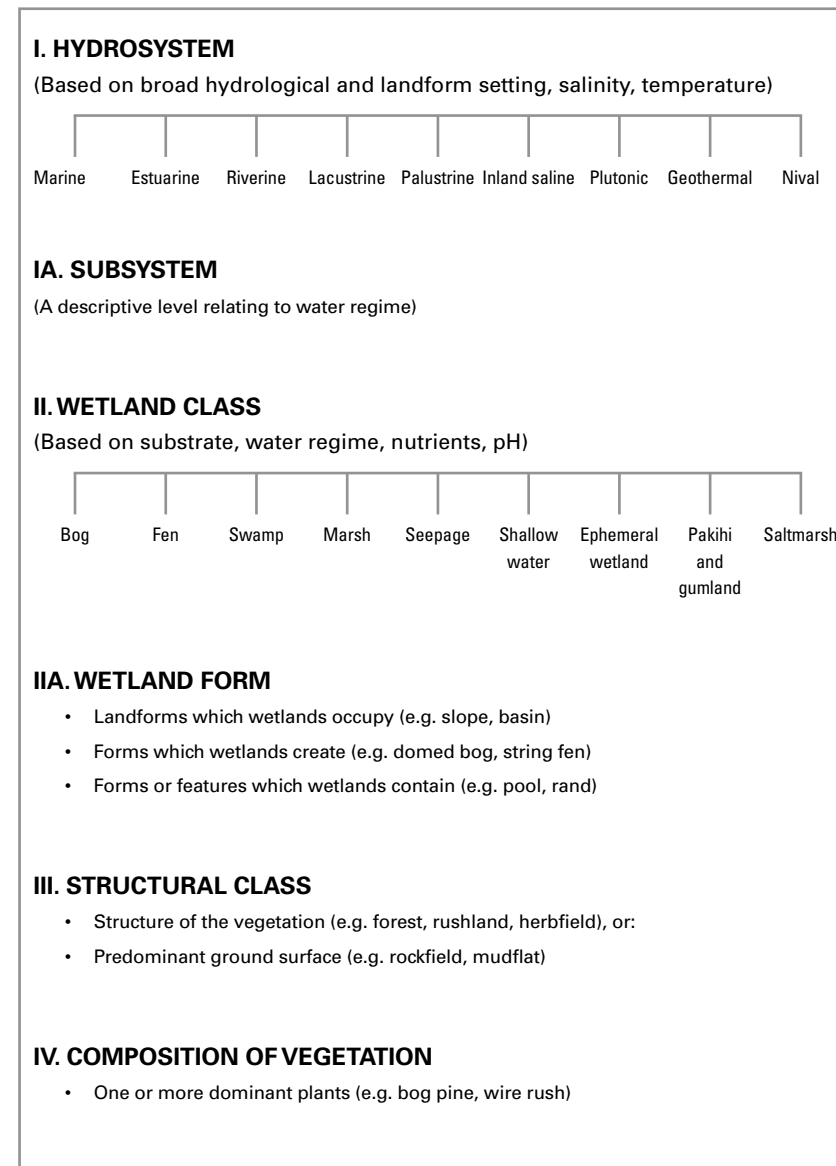 I. HYDROSYSTEM
(Based on broad hydrological and landform setting, salinity, temperature)
Marine Estuarine Riverine Lacustrine Palustrine Inland saline Plutonic Geothermal Nival
IA. SUBSYSTEM
(A descriptive level relating to water regime)
II. WETLAND CLASS
(Based on substrate, water regime, nutrients, pH)
Bog Fen Swamp Marsh Seepage Shallow Ephemeral Pakihi Saltmarsh
water wetland and
gumland
IIA. WETLAND FORM
• Landforms which wetlands occupy (e.g. slope, basin)
• Forms which wetlands create (e.g. domed bog, string fen)
• Forms or features which wetlands contain (e.g. pool, rand)
III. STRUCTURAL CLASS
• Structure of the vegetation (e.g. forest, rushland, herbfield), or:
• Predominant ground surface (e.g. rockfield, mudflat)
IV. COMPOSITION OF VEGETATION
• One or more dominant plants (e.g. bog pine, wire rush)